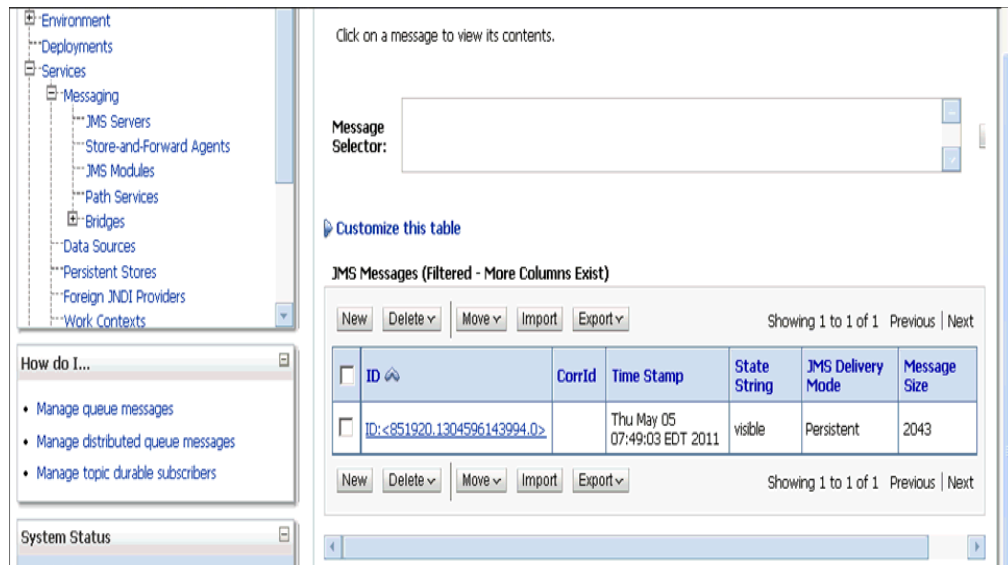 Environment
Deployments
Services
Messaging
JMS Servers
Store-and-Forward Agents
JMS Modules
Path Services
Bridges
Data Sources
Persistent Stores
Foreign JNDI Providers
Work Contexts
How do I...
Manage queue messages
Manage distributed queue messages
Manage topic durable subscribers
System Status
Click on a message to view its contents.
Message
Selector:
Customize this table
JMS Messages (Filtered - More Columns Exist)
New Delete Move Import Export Showing 1 to 1 of 1 Previous | Next
ID CorrId Time Stamp State String JMS Delivery Mode Message Size
ID:<851920.1304596143994.0> Thu May 05 07:49:03 EDT 2011 visible Persistent 2043
New Delete Move Import Export Showing 1 to 1 of 1 Previous | Next